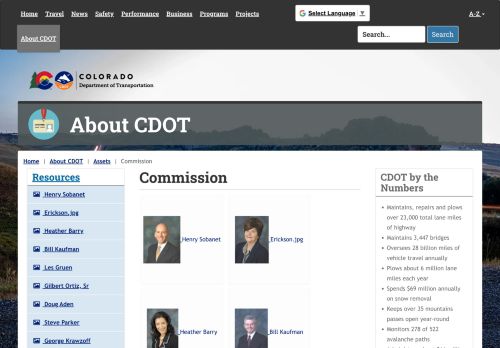 Home Travel News Safety Performance Business Programs Projects
Select Language ▼
A-Z
About CDOT
Search...
Search
COLORADO
Department of Transportation
About CDOT
Home | About CDOT | Assets | Commission
Resources
Henry Sobanet
Erickson.jpg
Heather Barry
Bill Kaufman
Les Gruen
Gilbert Ortiz, Sr
Doug Aden
Steve Parker
George Krawzoff
Commission
Henry Sobanet
Erickson.jpg
Heather Barry
Bill Kaufman
CDOT by the
Numbers
• Maintains, repairs and plows
over 23,000 total lane miles
of highway
• Maintains 3,447 bridges
• Oversees 28 billion miles of
vehicle travel annually
• Plows about 6 million lane
miles each year
• Spends $69 million annually
on snow removal
• Keeps over 35 mountains
passes open year-round
• Monitors 278 of 522
avalanche paths